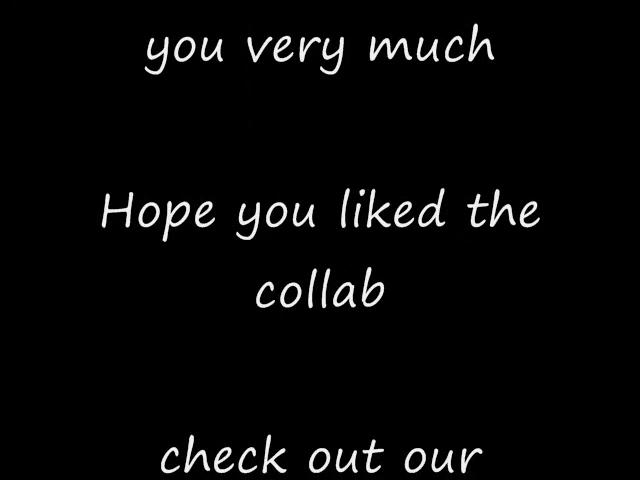 you very much
Hope you liked the
collab
check out our